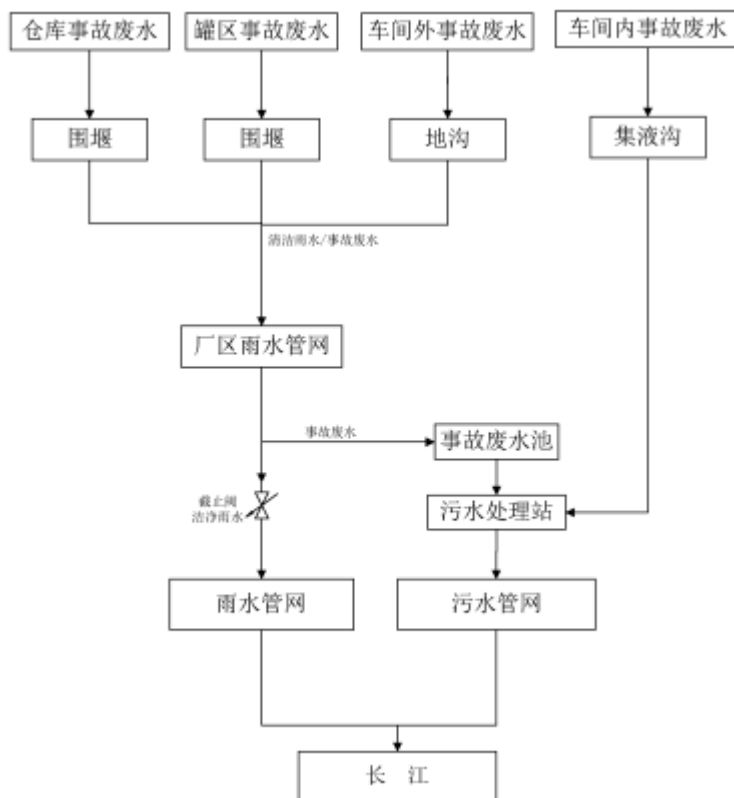 仓库事故废水
罐区事故废水
车间外事故废水
车间内事故废水
围堰
围堰
地沟
集液沟
清洁雨水/事故废水
厂区雨水管网
事故废水
事故废水池
截止阀
洁净雨水
污水处理站
雨水管网
污水管网
长 江